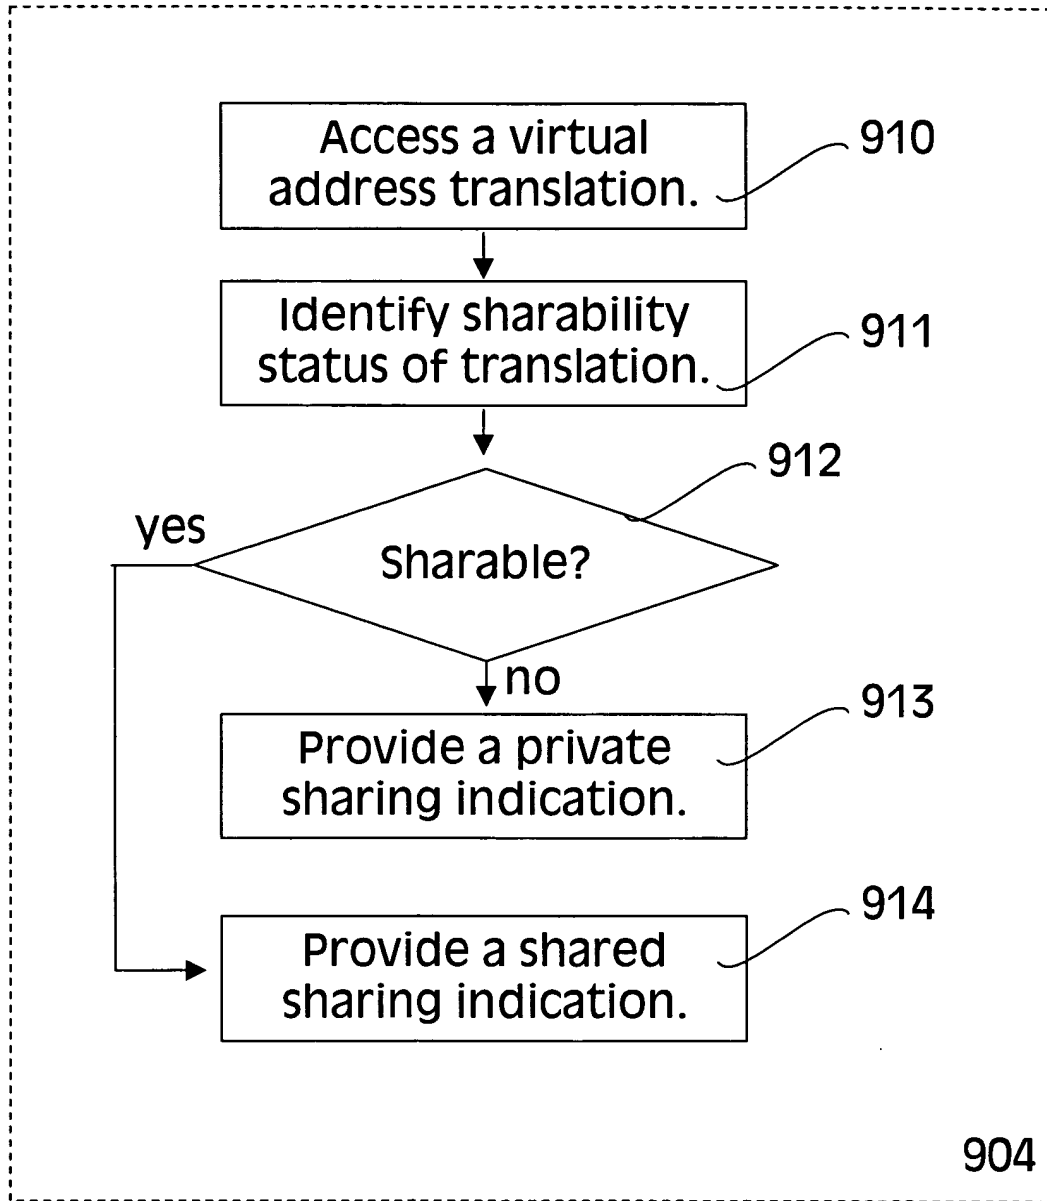 Access a virtual
address translation.
910
Identify sharability
status of translation.
911
912
yes
Sharable?
no
Provide a private
sharing indication.
913
Provide a shared
sharing indication.
914
904